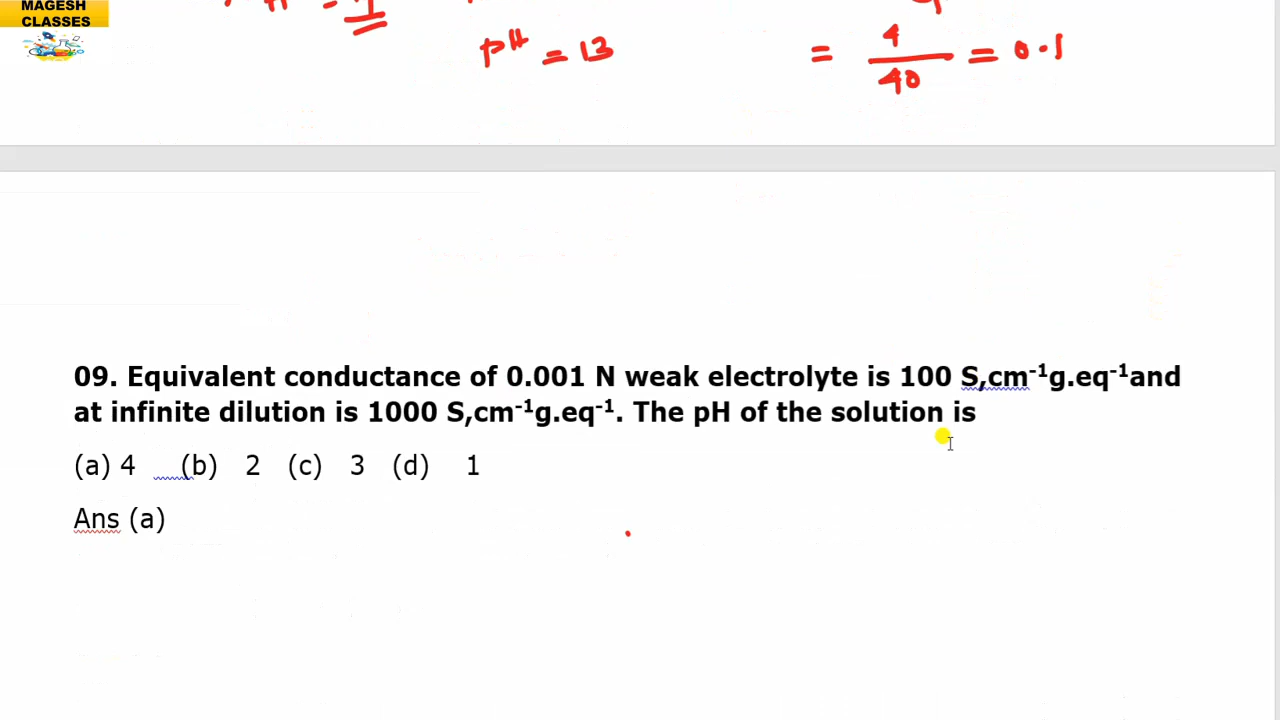 MAGESH
CLASSES
pH = 13
= 4/40 = 0.1
09. Equivalent conductance of 0.001 N weak electrolyte is 100 S,cm⁻¹g.eq⁻¹and
at infinite dilution is 1000 S,cm⁻¹g.eq⁻¹. The pH of the solution is
(a) 4 (b) 2 (c) 3 (d) 1
Ans (a)